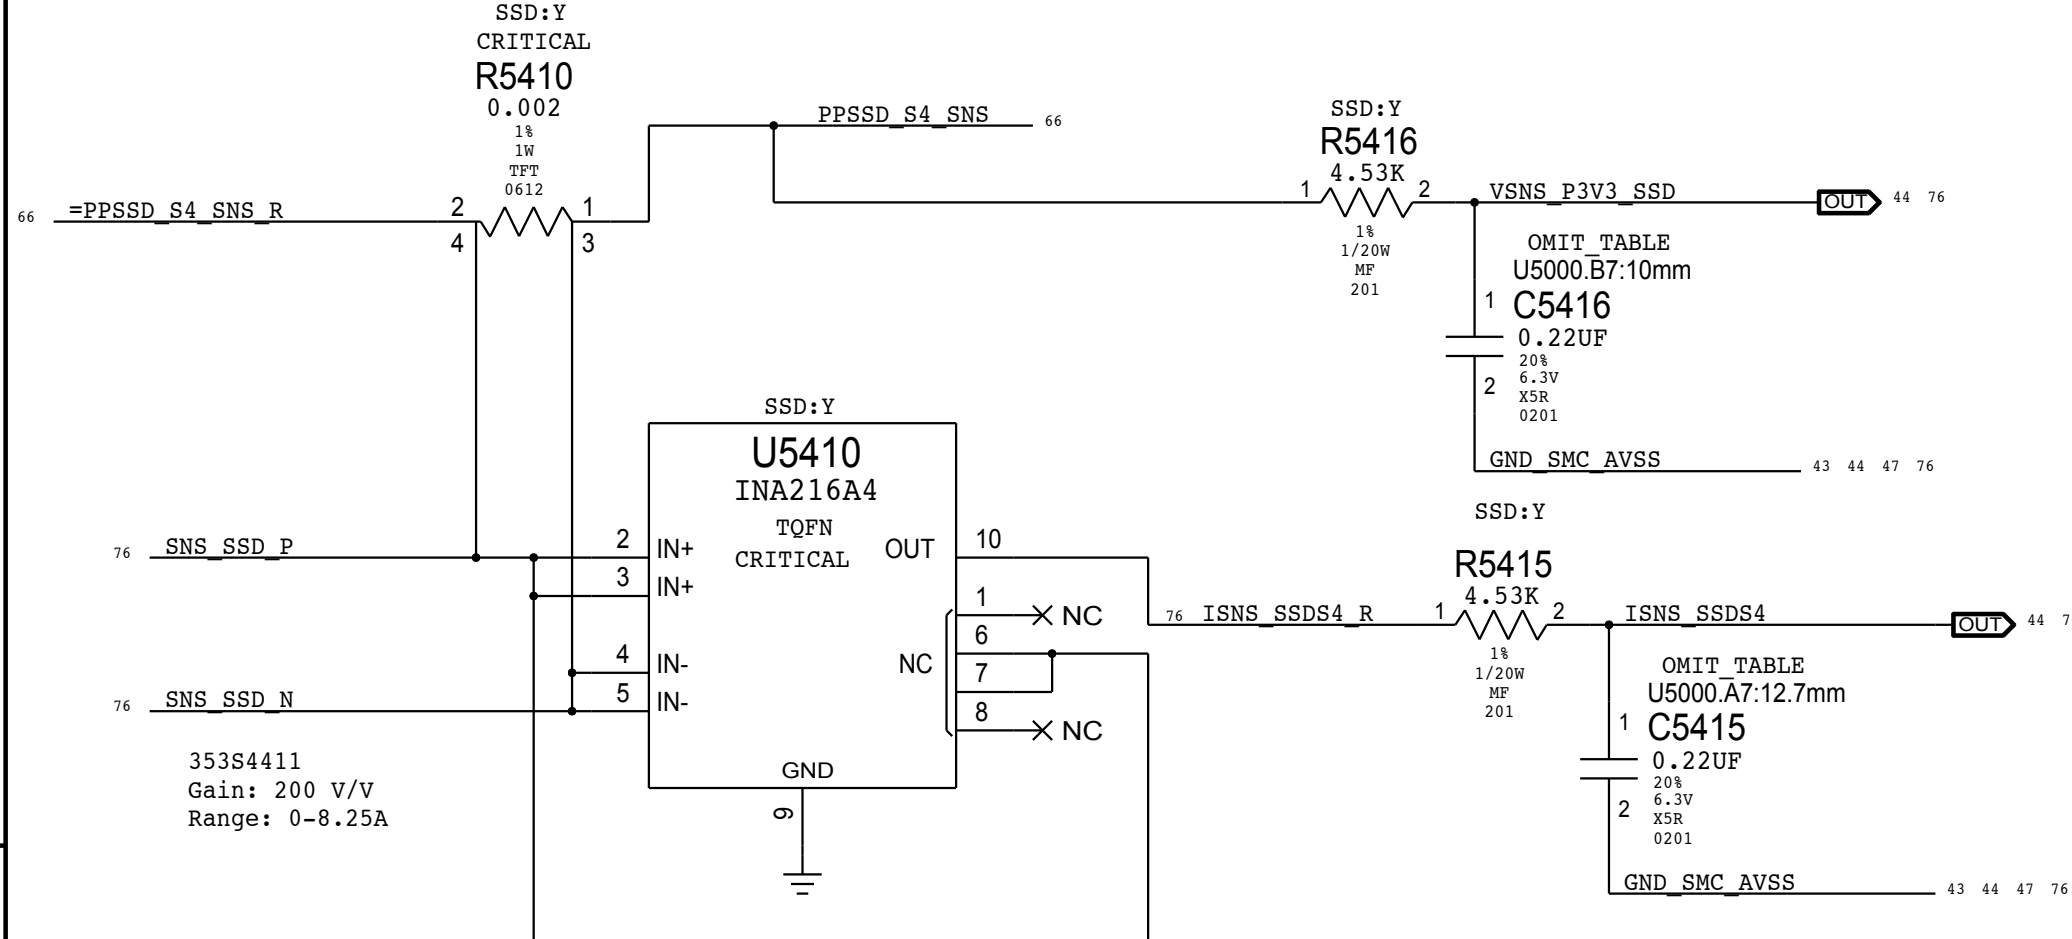 SSD:Y
CRITICAL
R5410
0.002
1%
1W
TFT
0612
66 =PPSSD_S4_SNS_R
2 1
4 3
PPSSD_S4_SNS 66
SSD:Y
R5416
4.53K
1 2
1%
1/20W
MF
201
VSNS_P3V3_SSD OUT 44 76
OMIT_TABLE
U5000.B7:10mm
1 C5416
0.22UF
20%
6.3V
2
X5R
0201
GND_SMC_AVSS 43 44 47 76
SSD:Y
U5410
INA216A4
TQFN
CRITICAL
76 SNS_SSD_P
2 IN+
3 IN+
4 IN-
5 IN-
76 SNS_SSD_N
OUT 10
1 NC
NC
6
7
8 NC
GND
9
353S4411
Gain: 200 V/V
Range: 0-8.25A
SSD:Y
R5415
4.53K
76 ISNS_SSDS4_R 1 2
1%
1/20W
MF
201
ISNS_SSDS4 OUT 44 7
OMIT_TABLE
U5000.A7:12.7mm
1 C5415
0.22UF
20%
6.3V
2
X5R
0201
GND_SMC_AVSS 43 44 47 76